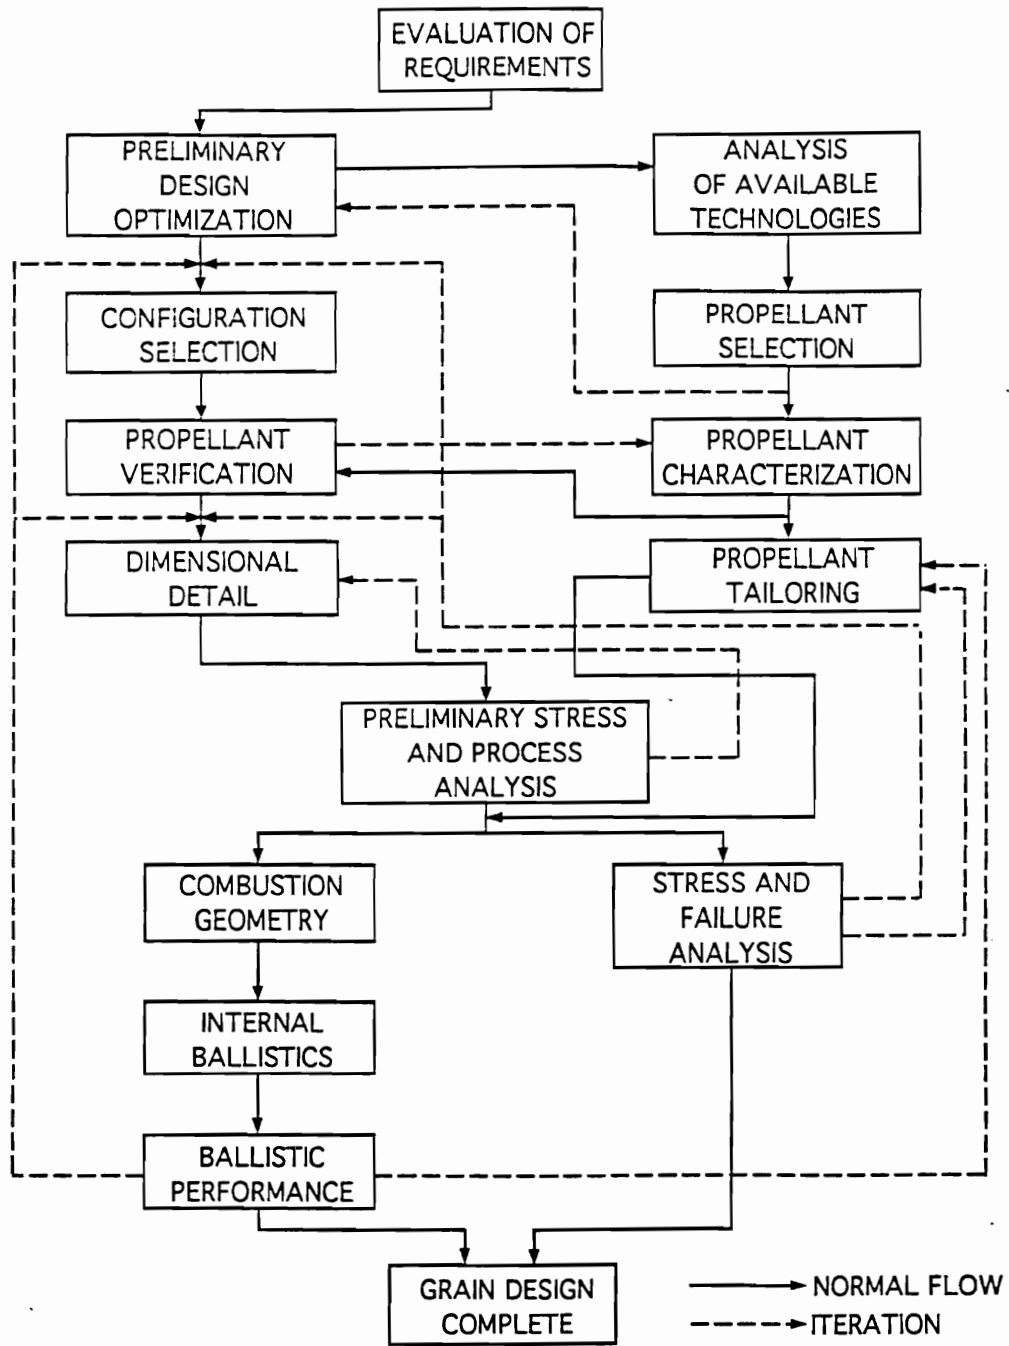 EVALUATION OF
REQUIREMENTS
PRELIMINARY
DESIGN
OPTIMIZATION
ANALYSIS
OF AVAILABLE
TECHNOLOGIES
CONFIGURATION
SELECTION
PROPELLANT
SELECTION
PROPELLANT
VERIFICATION
PROPELLANT
CHARACTERIZATION
DIMENSIONAL
DETAIL
PROPELLANT
TAILORING
PRELIMINARY STRESS
AND PROCESS
ANALYSIS
COMBUSTION
GEOMETRY
STRESS AND
FAILURE
ANALYSIS
INTERNAL
BALLISTICS
BALLISTIC
PERFORMANCE
GRAIN DESIGN
COMPLETE
NORMAL FLOW
ITERATION